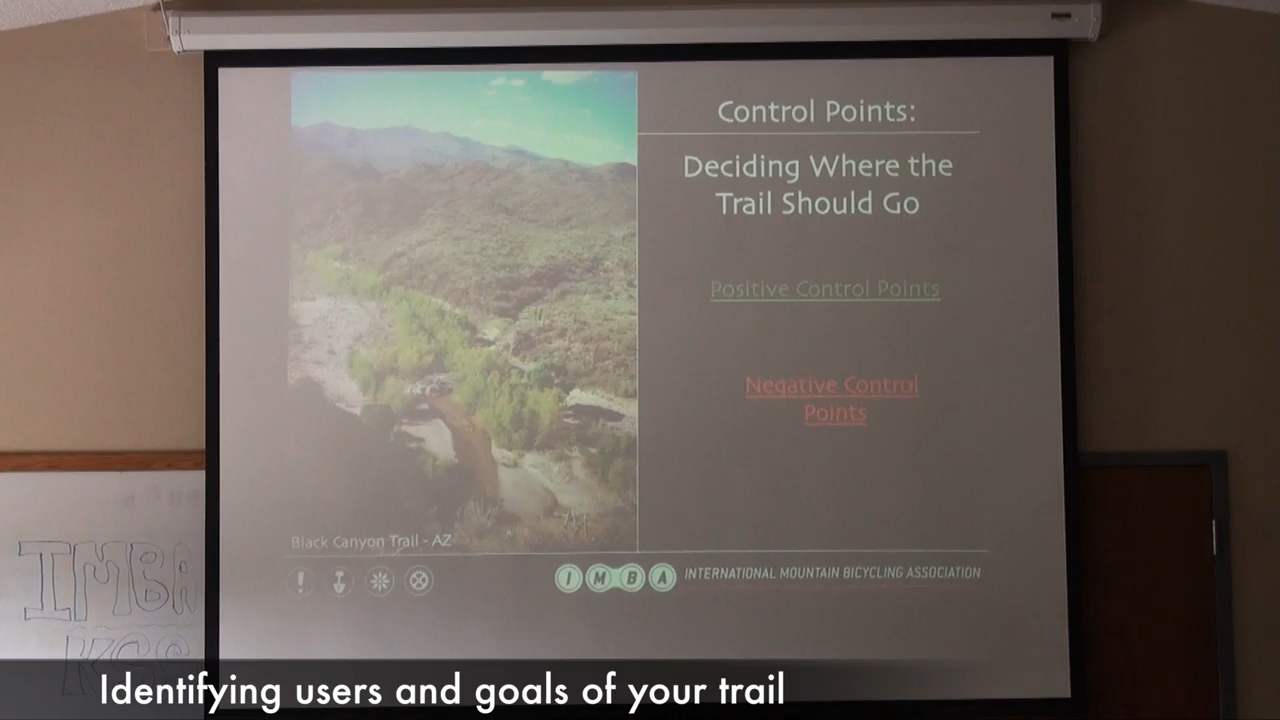 Control Points:
Deciding Where the
Trail Should Go
Positive Control Points
Negative Control
Points
Black Canyon Trail - AZ
IMBA INTERNATIONAL MOUNTAIN BICYCLING ASSOCIATION
IMBA
Identifying users and goals of your trail